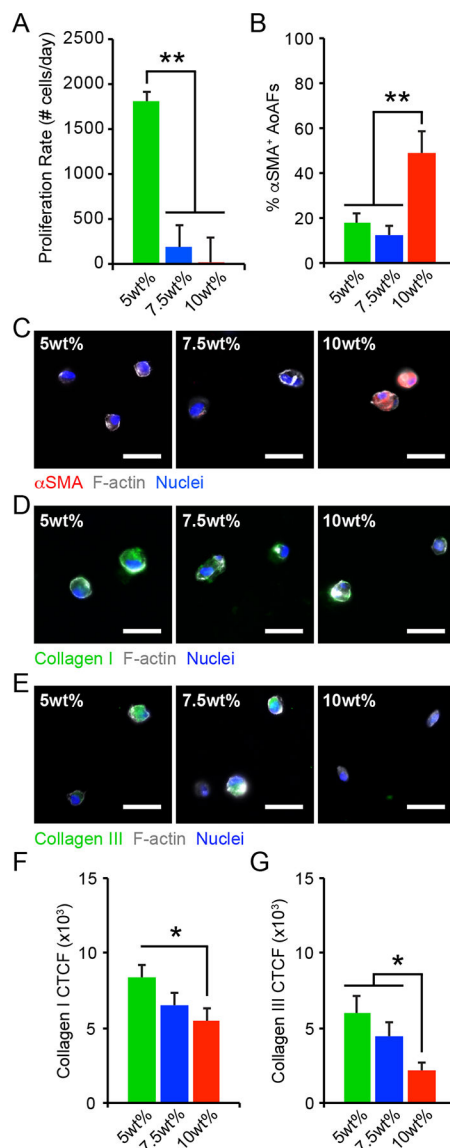 A
Proliferation Rate (# cells/day)
2500
2000
1500
1000
500
0
**
5wt%
7.5wt%
10wt%
B
% αSMA⁺ AoAFs
100
80
60
40
20
0
**
5wt%
7.5wt%
10wt%
C
5wt%
7.5wt%
10wt%
αSMA F-actin Nuclei
D
5wt%
7.5wt%
10wt%
Collagen I F-actin Nuclei
E
5wt%
7.5wt%
10wt%
Collagen III F-actin Nuclei
F
Collagen I CTCF (x10³)
15
10
5
0
*
5wt%
7.5wt%
10wt%
G
Collagen III CTCF (x10³)
15
10
5
0
*
5wt%
7.5wt%
10wt%